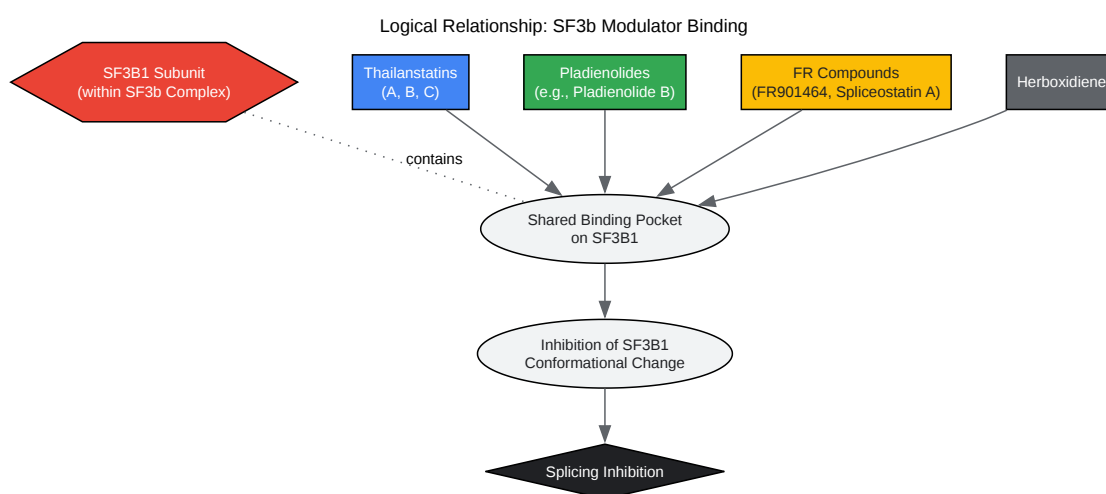 Logical Relationship: SF3b Modulator Binding
SF3B1 Subunit
(within SF3b Complex)
Thailanstatins
(A, B, C)
Pladienolides
(e.g., Pladienolide B)
FR Compounds
(FR901464, Spliceostatin A)
Herboxidiene
contains
Shared Binding Pocket
on SF3B1
Inhibition of SF3B1
Conformational Change
Splicing Inhibition